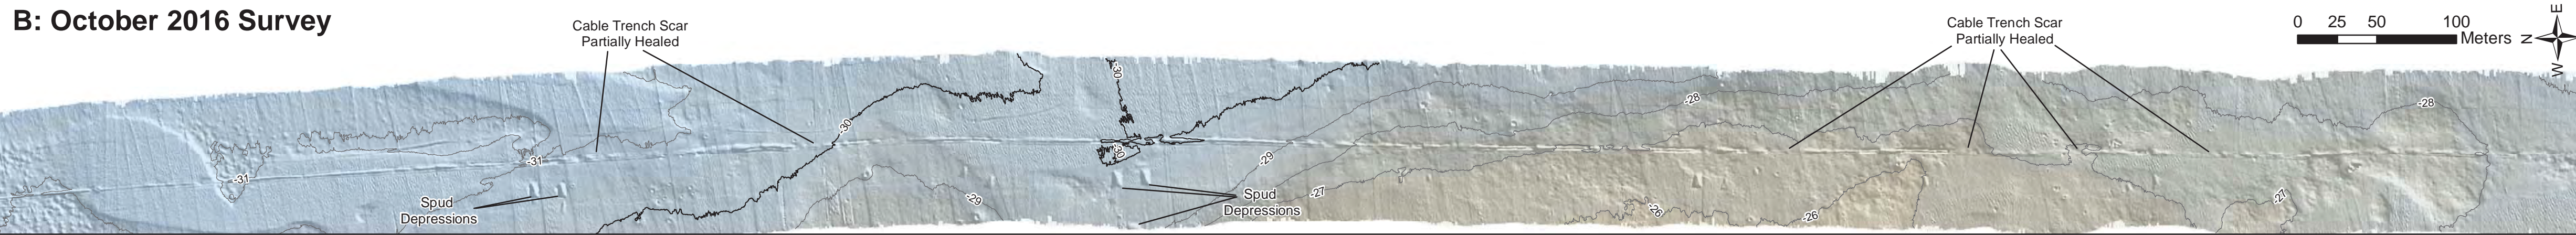 B: October 2016 Survey
Cable Trench Scar
Partially Healed
Cable Trench Scar
Partially Healed
0 25 50 100
Meters
N
E
W
-30
-28
-28
-30
-30
-31
-29
-31
-27
-29
-27
Spud
Depressions
Spud
Depressions
-26
-26